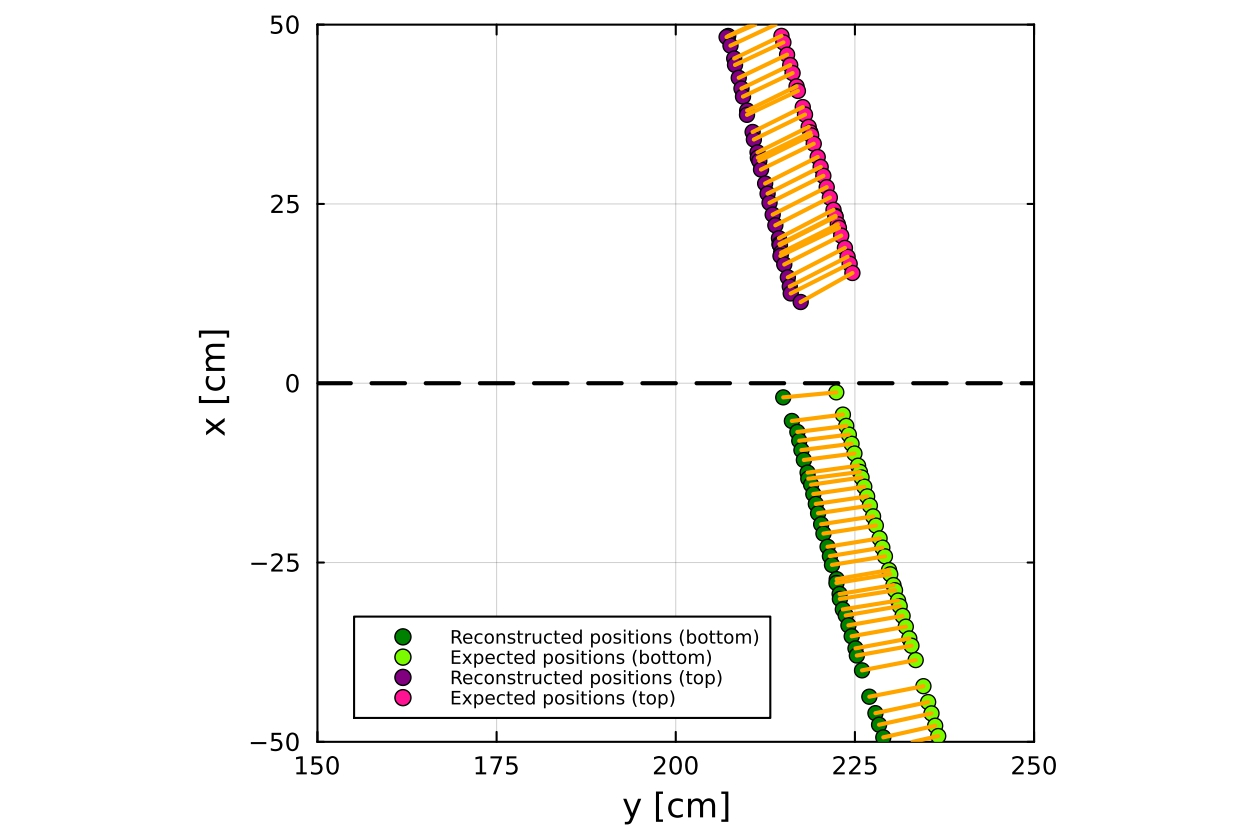 50
25
0
−25
−50
x [cm]
Reconstructed positions (bottom)
Expected positions (bottom)
Reconstructed positions (top)
Expected positions (top)
150 175 200 225 250
y [cm]